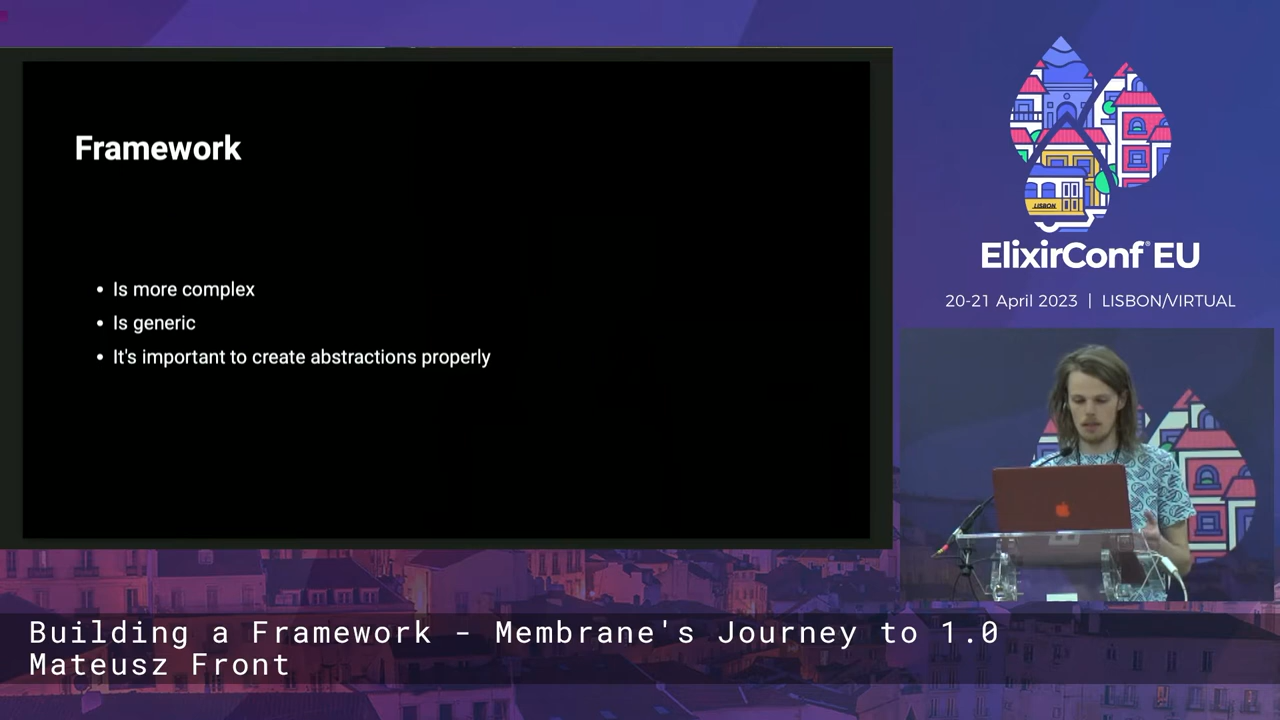 Framework
• Is more complex
• Is generic
• It's important to create abstractions properly
LISBON
ElixirConf® EU
20-21 April 2023 | LISBON/VIRTUAL
Building a Framework - Membrane's Journey to 1.0
Mateusz Front